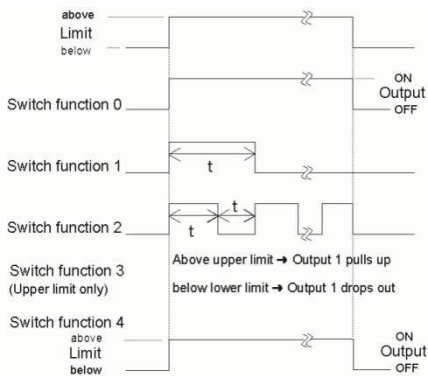 above
Limit
below
ON
Output
OFF
Switch function 0
Switch function 1
t
Switch function 2
t
t
Switch function 3
(Upper limit only)
Above upper limit → Output 1 pulls up
below lower limit → Output 1 drops out
Switch function 4
above
Limit
below
ON
Output
OFF